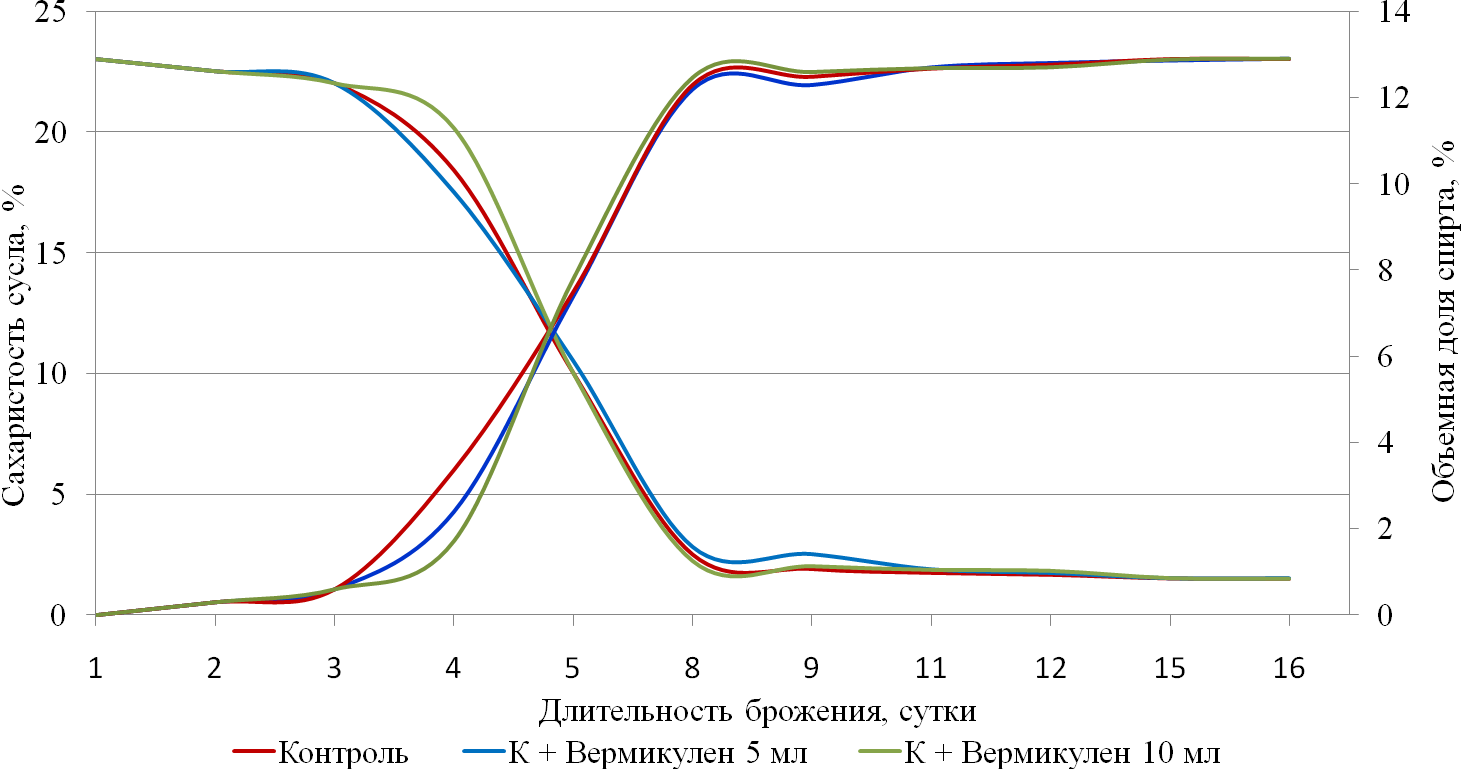 Сахаристость сусла, %
25
20
15
10
5
0
14
12
10
8
6
4
2
0
Объемная доля спирта, %
1 2 3 4 5 8 9 11 12 15 16
Длительность брожения, сутки
Контроль К + Вермикулен 5 мл К + Вермикулен 10 мл